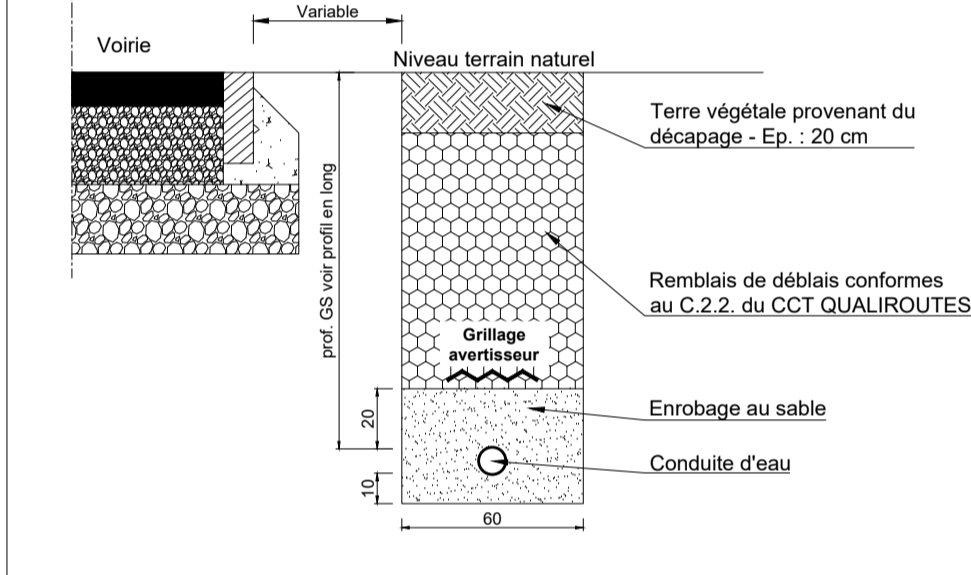 Variable
Voirie
Niveau terrain naturel
Terre végétale provenant du
décapage - Ep. : 20 cm
prof. GS voir profil en long
Remblais de déblais conformes
au C.2.2. du CCT QUALIROUTES
Grillage
avertisseur
20
Enrobage au sable
Conduite d'eau
10
60